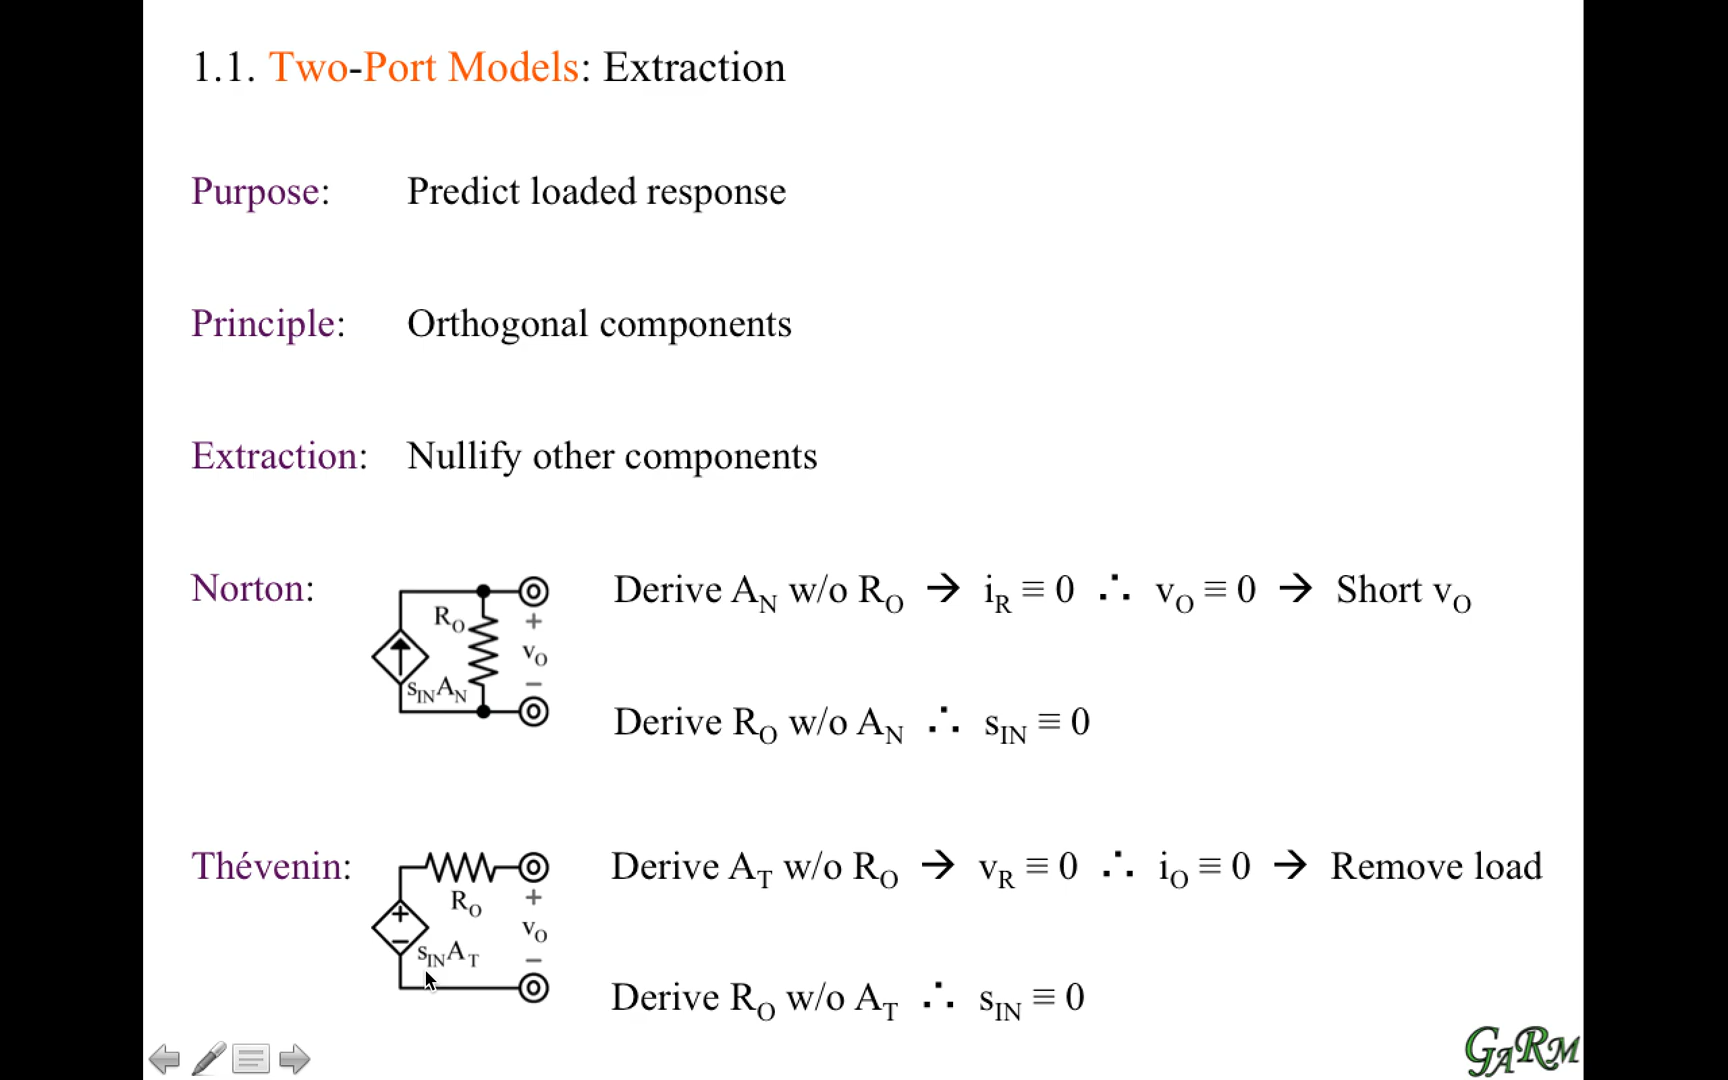 1.1. Two-Port Models: Extraction
Purpose: Predict loaded response
Principle: Orthogonal components
Extraction: Nullify other components
Norton: Derive A_N w/o R_O → i_R ≡ 0 ∴ v_O ≡ 0 → Short v_O
R_O
+
v_O
s_IN A_N
−
Derive R_O w/o A_N ∴ s_IN ≡ 0
Thévenin: Derive A_T w/o R_O → v_R ≡ 0 ∴ i_O ≡ 0 → Remove load
R_O
+
+
v_O
−
s_IN A_T
−
Derive R_O w/o A_T ∴ s_IN ≡ 0
GARM